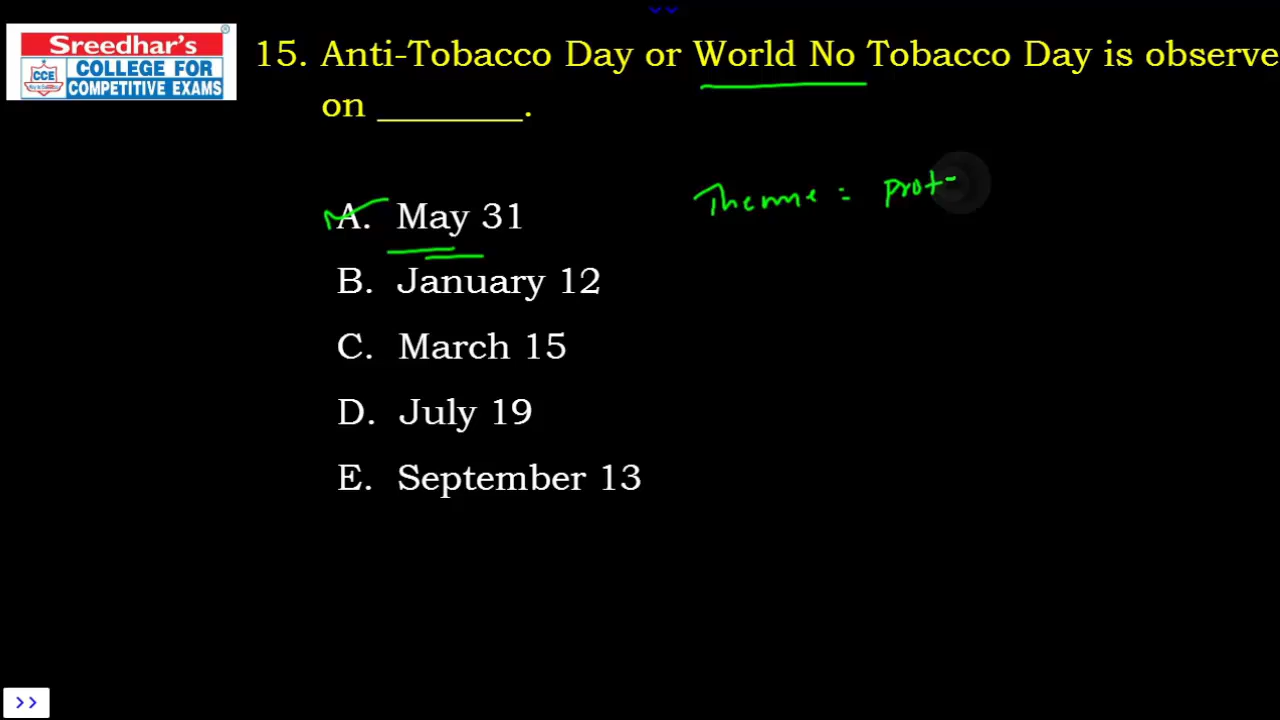 Sreedhar's
CCE
COLLEGE FOR
COMPETITIVE EXAMS
15. Anti-Tobacco Day or World No Tobacco Day is observe
on ________.
Theme = prot
A. May 31
B. January 12
C. March 15
D. July 19
E. September 13
>>